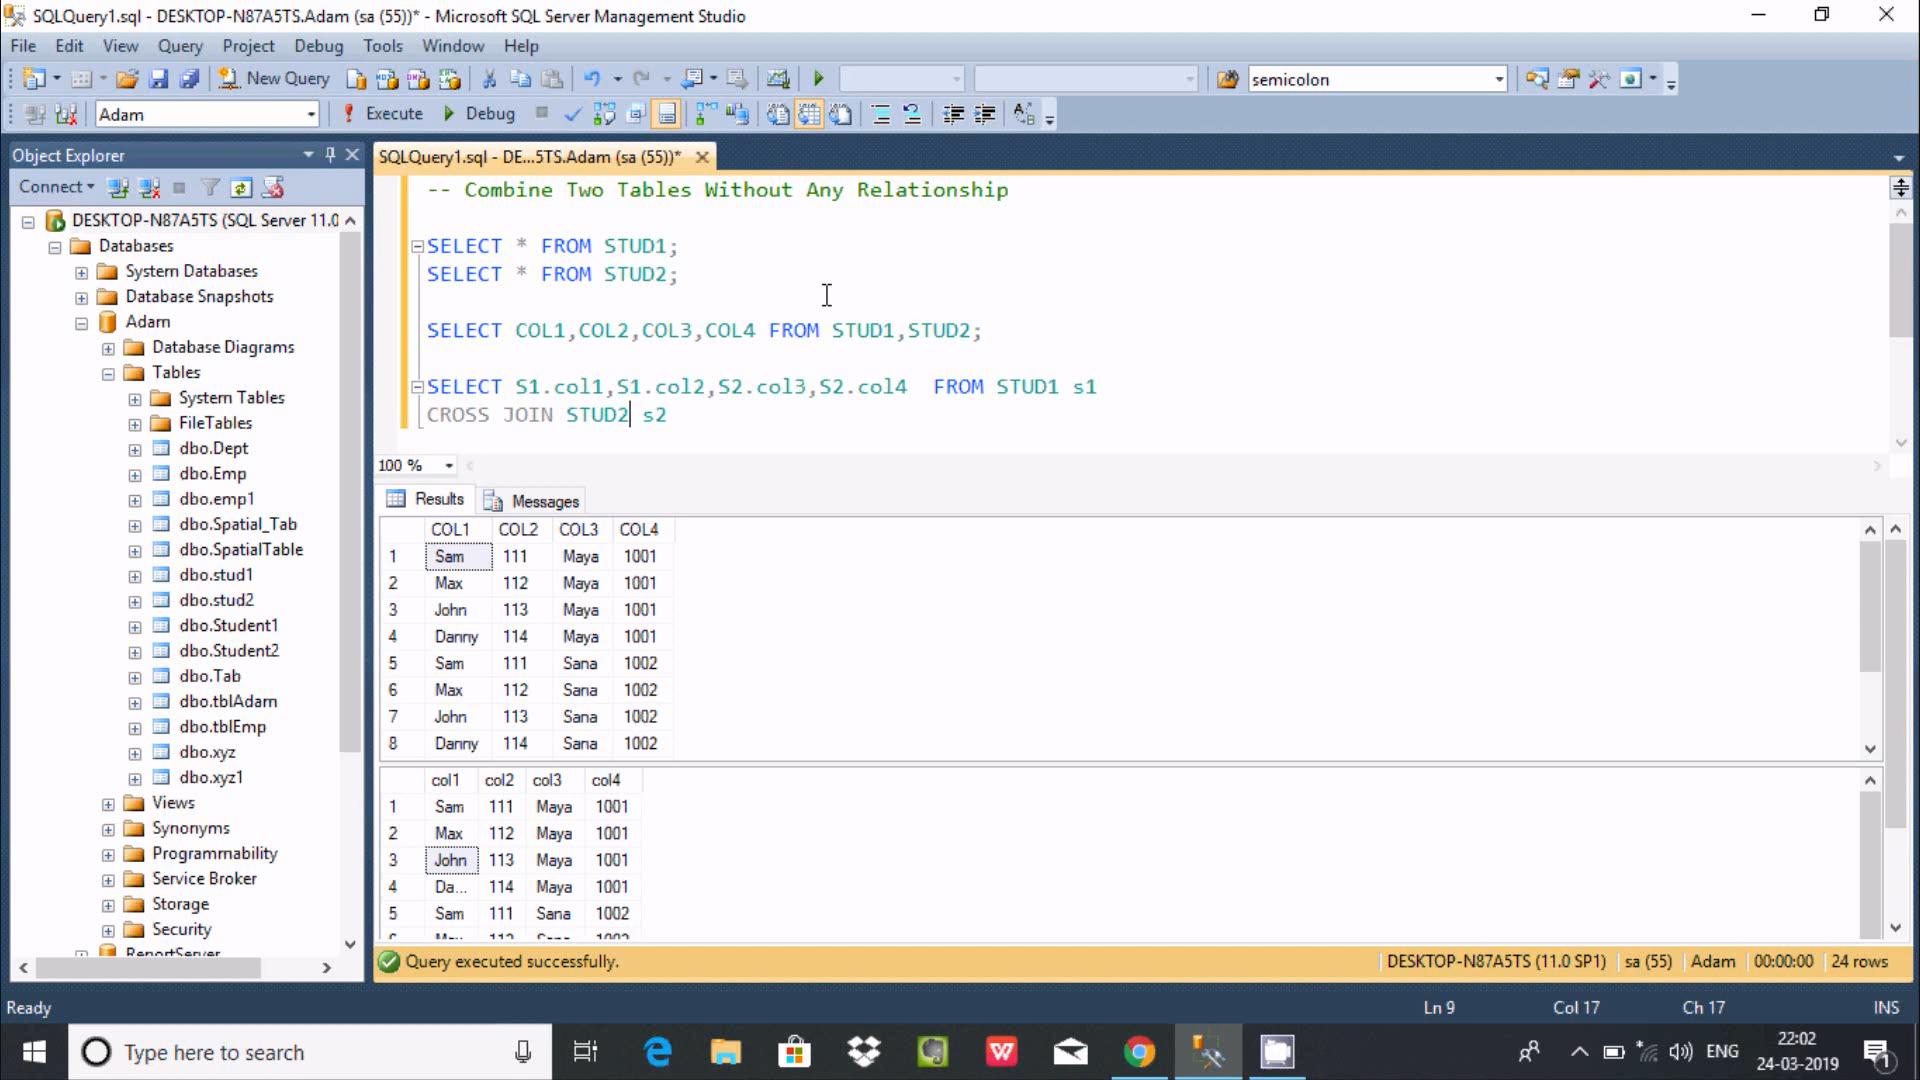 SQLQuery1.sql - DESKTOP-N87A5TS.Adam (sa (55))* - Microsoft SQL Server Management Studio
File Edit View Query Project Debug Tools Window Help
New Query semicolon
Adam Execute Debug
Object Explorer
Connect
DESKTOP-N87A5TS (SQL Server 11.0
Databases
System Databases
Database Snapshots
Adam
Database Diagrams
Tables
System Tables
FileTables
dbo.Dept
dbo.Emp
dbo.emp1
dbo.Spatial_Tab
dbo.SpatialTable
dbo.stud1
dbo.stud2
dbo.Student1
dbo.Student2
dbo.Tab
dbo.tblAdam
dbo.tblEmp
dbo.xyz
dbo.xyz1
Views
Synonyms
Programmability
Service Broker
Storage
Security
ReportServer
SQLQuery1.sql - DE...5TS.Adam (sa (55))*
-- Combine Two Tables Without Any Relationship
SELECT * FROM STUD1;
SELECT * FROM STUD2;
SELECT COL1,COL2,COL3,COL4 FROM STUD1,STUD2;
SELECT S1.col1,S1.col2,S2.col3,S2.col4  FROM STUD1 s1
CROSS JOIN STUD2 s2
100 %
Results Messages
COL1 COL2 COL3 COL4
1 Sam 111 Maya 1001
2 Max 112 Maya 1001
3 John 113 Maya 1001
4 Danny 114 Maya 1001
5 Sam 111 Sana 1002
6 Max 112 Sana 1002
7 John 113 Sana 1002
8 Danny 114 Sana 1002
col1 col2 col3 col4
1 Sam 111 Maya 1001
2 Max 112 Maya 1001
3 John 113 Maya 1001
4 Da... 114 Maya 1001
5 Sam 111 Sana 1002
6 Max 112 Sana 1002
Query executed successfully. DESKTOP-N87A5TS (11.0 SP1) sa (55) Adam 00:00:00 24 rows
Ready Ln 9 Col 17 Ch 17 INS
Type here to search ENG 22:02
24-03-2019 1